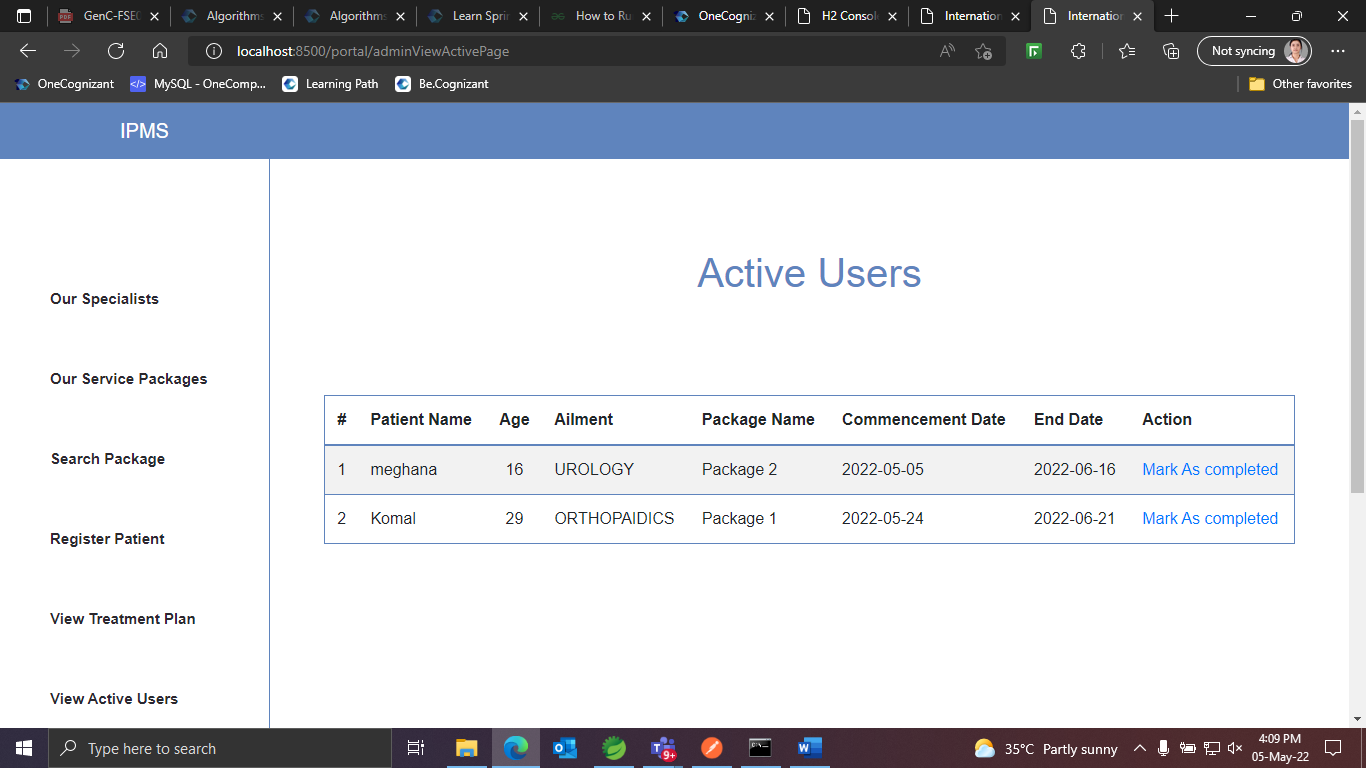 GenC-FSE
Algorithms
Algorithms
Learn Spri
How to Ru
OneCogniz
H2 Consol
Internation
Internation
localhost:8500/portal/adminViewActivePage
Not syncing
OneCognizant
MySQL - OneComp...
Learning Path
Be.Cognizant
Other favorites
IPMS
Our Specialists
Our Service Packages
Search Package
Register Patient
View Treatment Plan
View Active Users
Active Users
# Patient Name Age Ailment Package Name Commencement Date End Date Action
1 meghana 16 UROLOGY Package 2 2022-05-05 2022-06-16 Mark As completed
2 Komal 29 ORTHOPAIDICS Package 1 2022-05-24 2022-06-21 Mark As completed
Type here to search
9+
35°C Partly sunny
4:09 PM
05-May-22